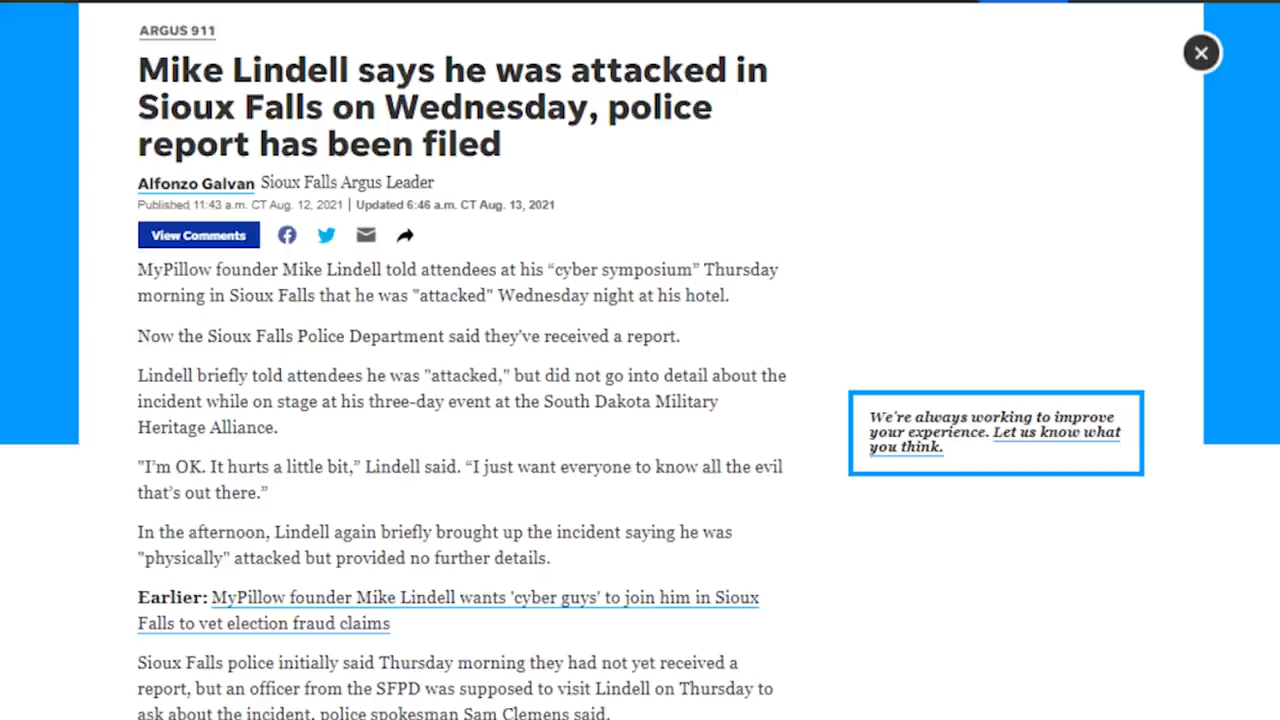 ARGUS 911
Mike Lindell says he was attacked in
Sioux Falls on Wednesday, police
report has been filed
Alfonzo Galvan Sioux Falls Argus Leader
Published 11:43 a.m. CT Aug. 12, 2021 | Updated 6:46 a.m. CT Aug. 13, 2021
View Comments
MyPillow founder Mike Lindell told attendees at his “cyber symposium” Thursday
morning in Sioux Falls that he was "attacked" Wednesday night at his hotel.
Now the Sioux Falls Police Department said they've received a report.
Lindell briefly told attendees he was "attacked," but did not go into detail about the
incident while on stage at his three-day event at the South Dakota Military
Heritage Alliance.
"I’m OK. It hurts a little bit,” Lindell said. “I just want everyone to know all the evil
that’s out there.”
In the afternoon, Lindell again briefly brought up the incident saying he was
"physically" attacked but provided no further details.
Earlier: MyPillow founder Mike Lindell wants 'cyber guys' to join him in Sioux
Falls to vet election fraud claims
Sioux Falls police initially said Thursday morning they had not yet received a
report, but an officer from the SFPD was supposed to visit Lindell on Thursday to
ask about the incident, police spokesman Sam Clemens said.
We're always working to improve
your experience. Let us know what
you think.